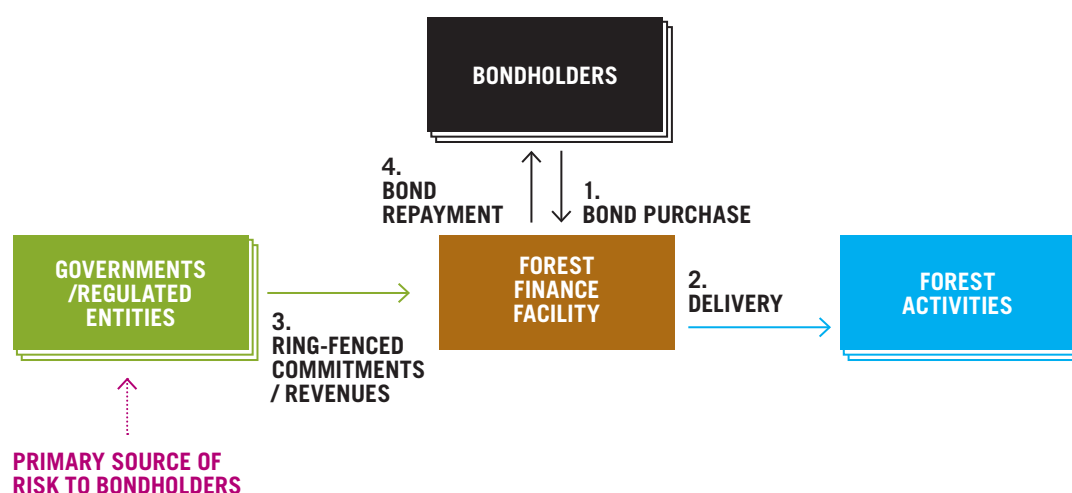 BONDHOLDERS
4.
BOND
REPAYMENT
1.
BOND PURCHASE
GOVERNMENTS
/REGULATED
ENTITIES
3.
RING-FENCED
COMMITMENTS
/ REVENUES
FOREST
FINANCE
FACILITY
2.
DELIVERY
FOREST
ACTIVITIES
PRIMARY SOURCE OF
RISK TO BONDHOLDERS